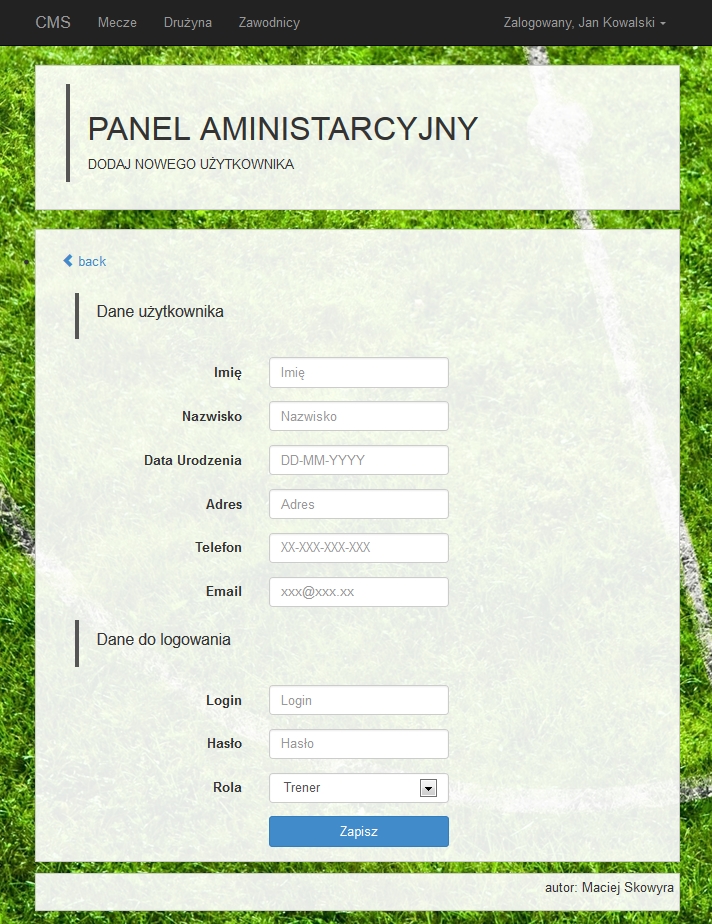 CMS Mecze Drużyna Zawodnicy Zalogowany, Jan Kowalski
PANEL AMINISTARCYJNY
DODAJ NOWEGO UŻYTKOWNIKA
back
Dane użytkownika
Imię Imię
Nazwisko Nazwisko
Data Urodzenia DD-MM-YYYY
Adres Adres
Telefon XX-XXX-XXX-XXX
Email xxx@xxx.xx
Dane do logowania
Login Login
Hasło Hasło
Rola Trener
Zapisz
autor: Maciej Skowyra